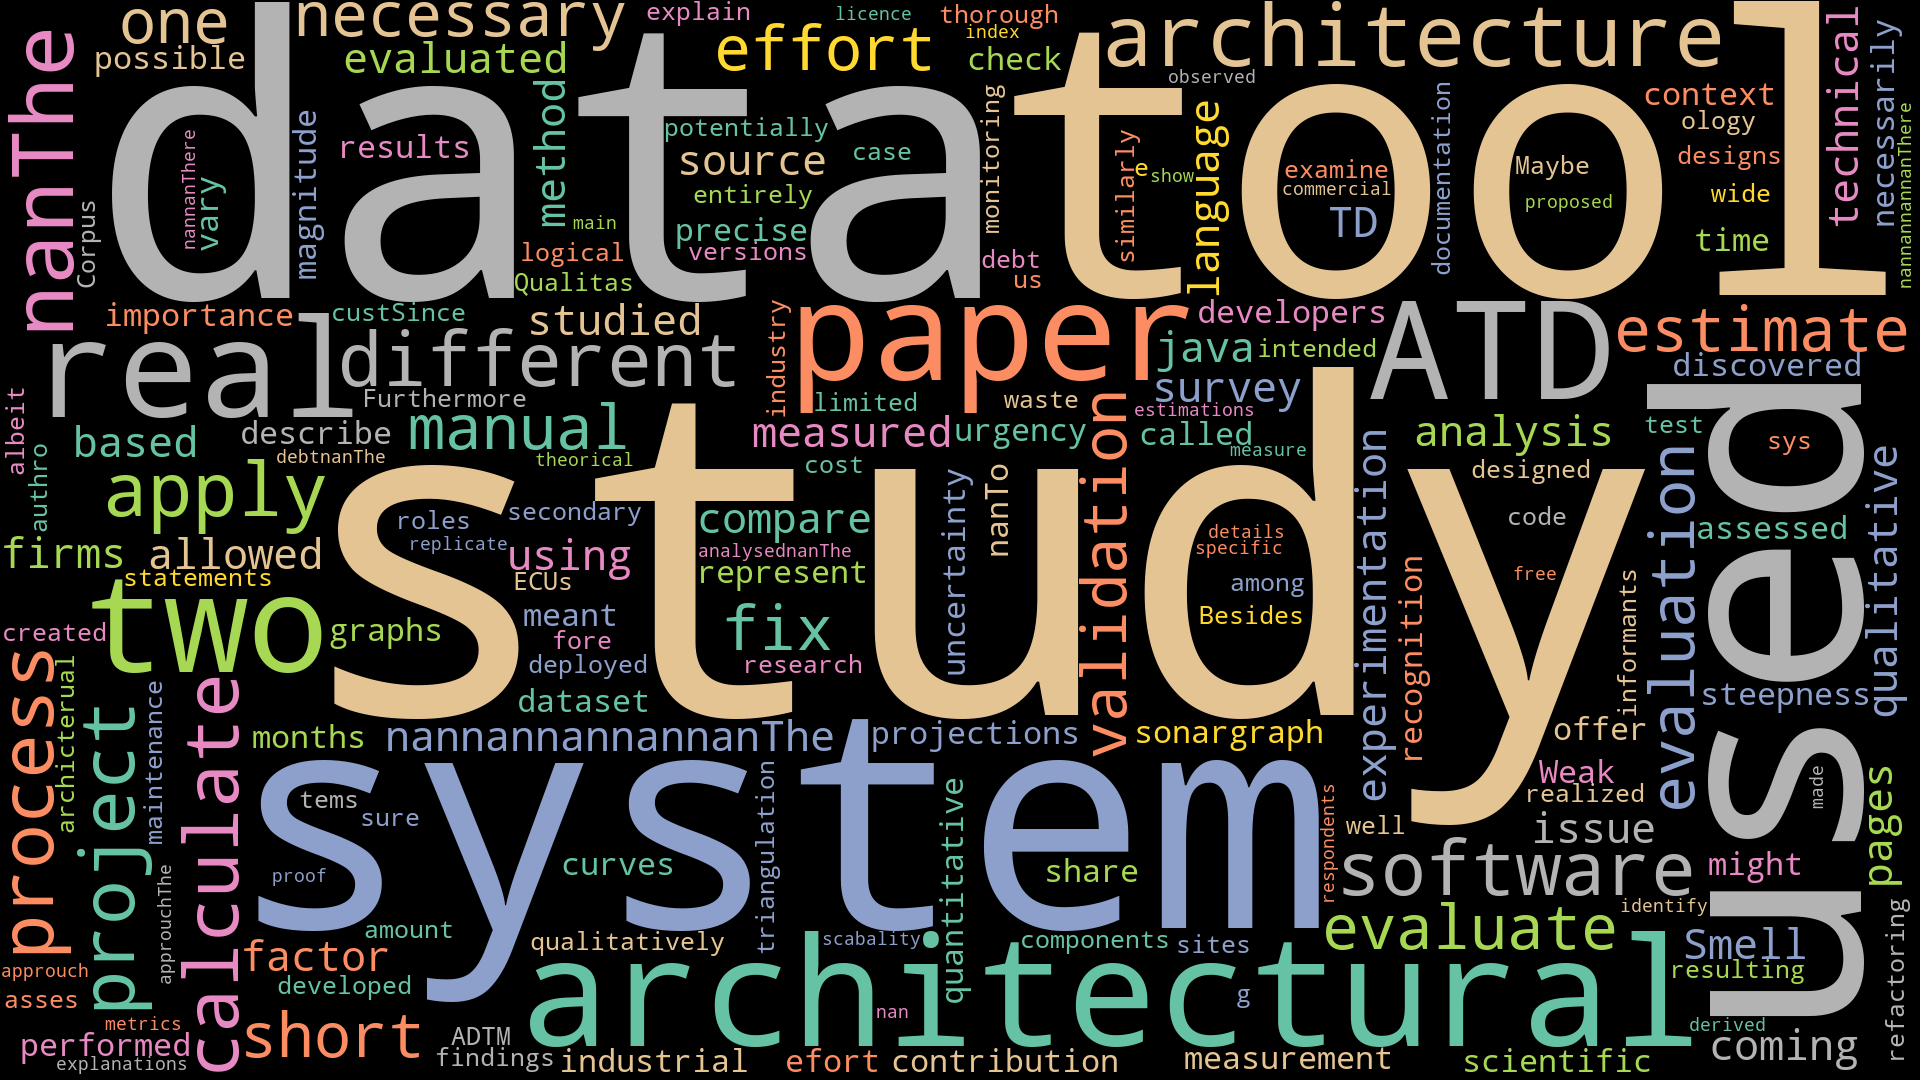 one
necessary
explain
licence
thorough
index
architecture
technical
necessarily
possible
evaluated
effort
check
observed
nanThe
data
tool
context
ology
method
monitoring
documentation
magnitude
results
potentially
source
case
similarly
e
show
language
examine
commercial
Maybe
designs
nannanThere
vary
entirely
TD
proposed
wide
nannannannanThere
Corpus
main
precise
versions
logical
Qualitas
debt
us
time
importance
custSince
studied
industry
paper
developers
ATD
estimate
real
different
java
intended
discovered
Furthermore
limited
waste
survey
estimations
albeit
based
describe
manual
measured
urgency
called
measure
analysis
test
sys
used
debtnanThe
theorical
cost
validation
experimentation
designed
authro
apply
study
roles
secondary
compare
uncertainty
nanTo
details
specific
code
evaluation
assessed
qualitative
replicate
firms
allowed
using
analysednanThe
represent
statements
ECUs
among
free
recognition
informants
two
created
graphs
meant
fix
Besides
fore
deployed
research
process
archicterual
maintenance
dataset
steepness
project
calculate
months
nannannannannanThe
projections
sonargraph
offer
system
tems
sure
triangulation
quantitative
respondents
Weak
realized
made
pages
well
issue
curves
share
software
might
proof
approuchThe
amount
factor
qualitatively
scabality
components
sites
evaluate
identify
Smell
refactoring
approuch
asses
developed
architectural
g
resulting
metrics
performed
explanations
short
ADTM
findings
nan
industrial
efort
contribution
measurement
scientific
derived
coming